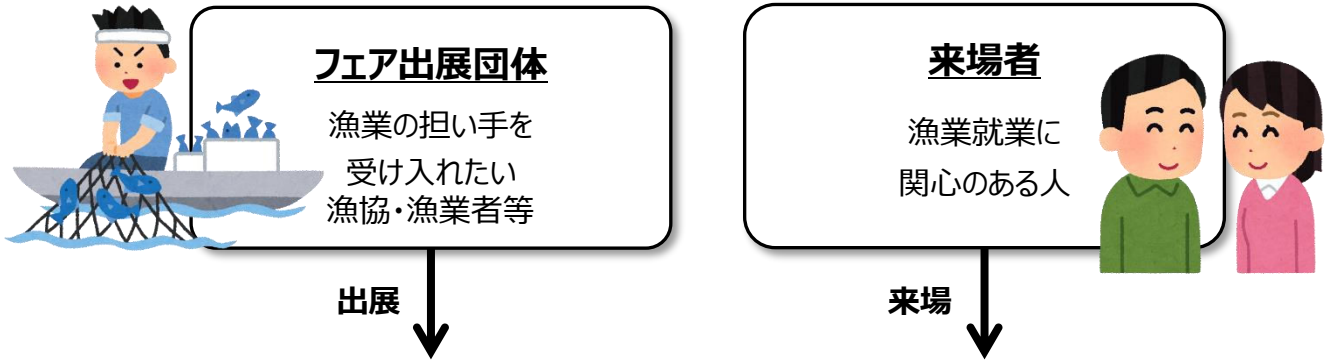 フェア出展団体
漁業の担い手を
受け入れたい
漁協・漁業者等
出展
来場者
漁業就業に
関心のある人
来場